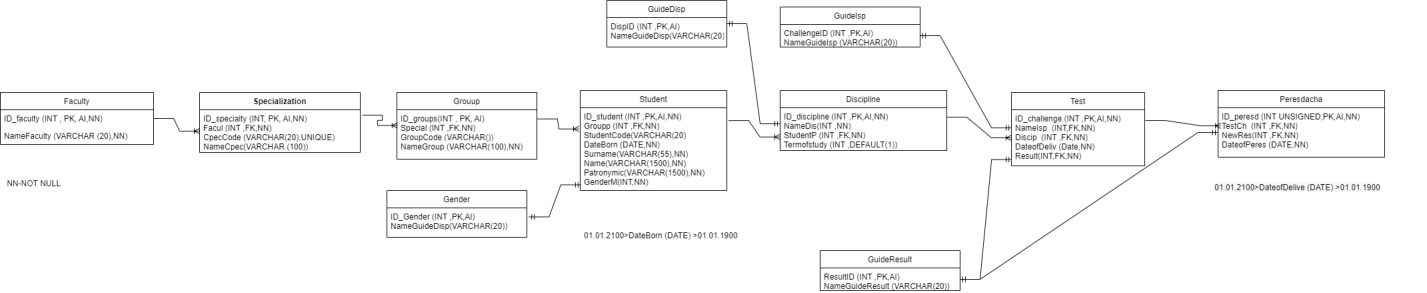 GuideDisp
DispID (INT ,PK,AI)
NameGuideDisp(VARCHAR(20)
GuideIsp
ChallengeID (INT ,PK,AI)
NameGuideIsp (VARCHAR(20))
Faculty
ID_faculty (INT , PK, AI,NN)
NameFaculty (VARCHAR (20),NN)
Specialization
ID_specialty (INT, PK, AI,NN)
Facul (INT ,FK,NN)
CpecCode (VARCHAR(20),UNIQUE)
NameCpec(VARCHAR (100))
Grouup
ID_groups(INT , PK, AI)
Special (INT ,FK,NN)
GroupCode (VARCHAR())
NameGroup (VARCHAR(100),NN)
Student
ID_student (INT ,PK,AI,NN)
Groupp (INT ,FK,NN)
StudentCode(VARCHAR(20)
DateBorn (DATE,NN)
Surname(VARCHAR(55),NN)
Name(VARCHAR(1500),NN)
Patronymic(VARCHAR(1500),NN)
GenderM(INT,NN)
Discipline
ID_discipline (INT ,PK,AI,NN)
NameDis(INT ,NN)
StudentP (INT ,FK,NN)
Termofstudy (INT ,DEFAULT(1))
Test
ID_challenge (INT ,PK,AI,NN)
NameIsp (INT,FK,NN)
Discip (INT ,FK,NN)
DateofDeliv (Date,NN)
Result(INT,FK,NN)
Peresdacha
ID_peresd (INT UNSIGNED,PK,AI,NN)
TestCh (INT ,FK,NN)
NewRes(INT ,FK,NN)
DateofPeres (DATE,NN)
NN-NOT NULL
Gender
ID_Gender (INT ,PK,AI)
NameGuideDisp(VARCHAR(20))
01.01.2100>DateofDelive (DATE) >01.01.1900
01.01.2100>DateBorn (DATE) >01.01.1900
GuideResult
ResultID (INT ,PK,AI)
NameGuideResult (VARCHAR(20))